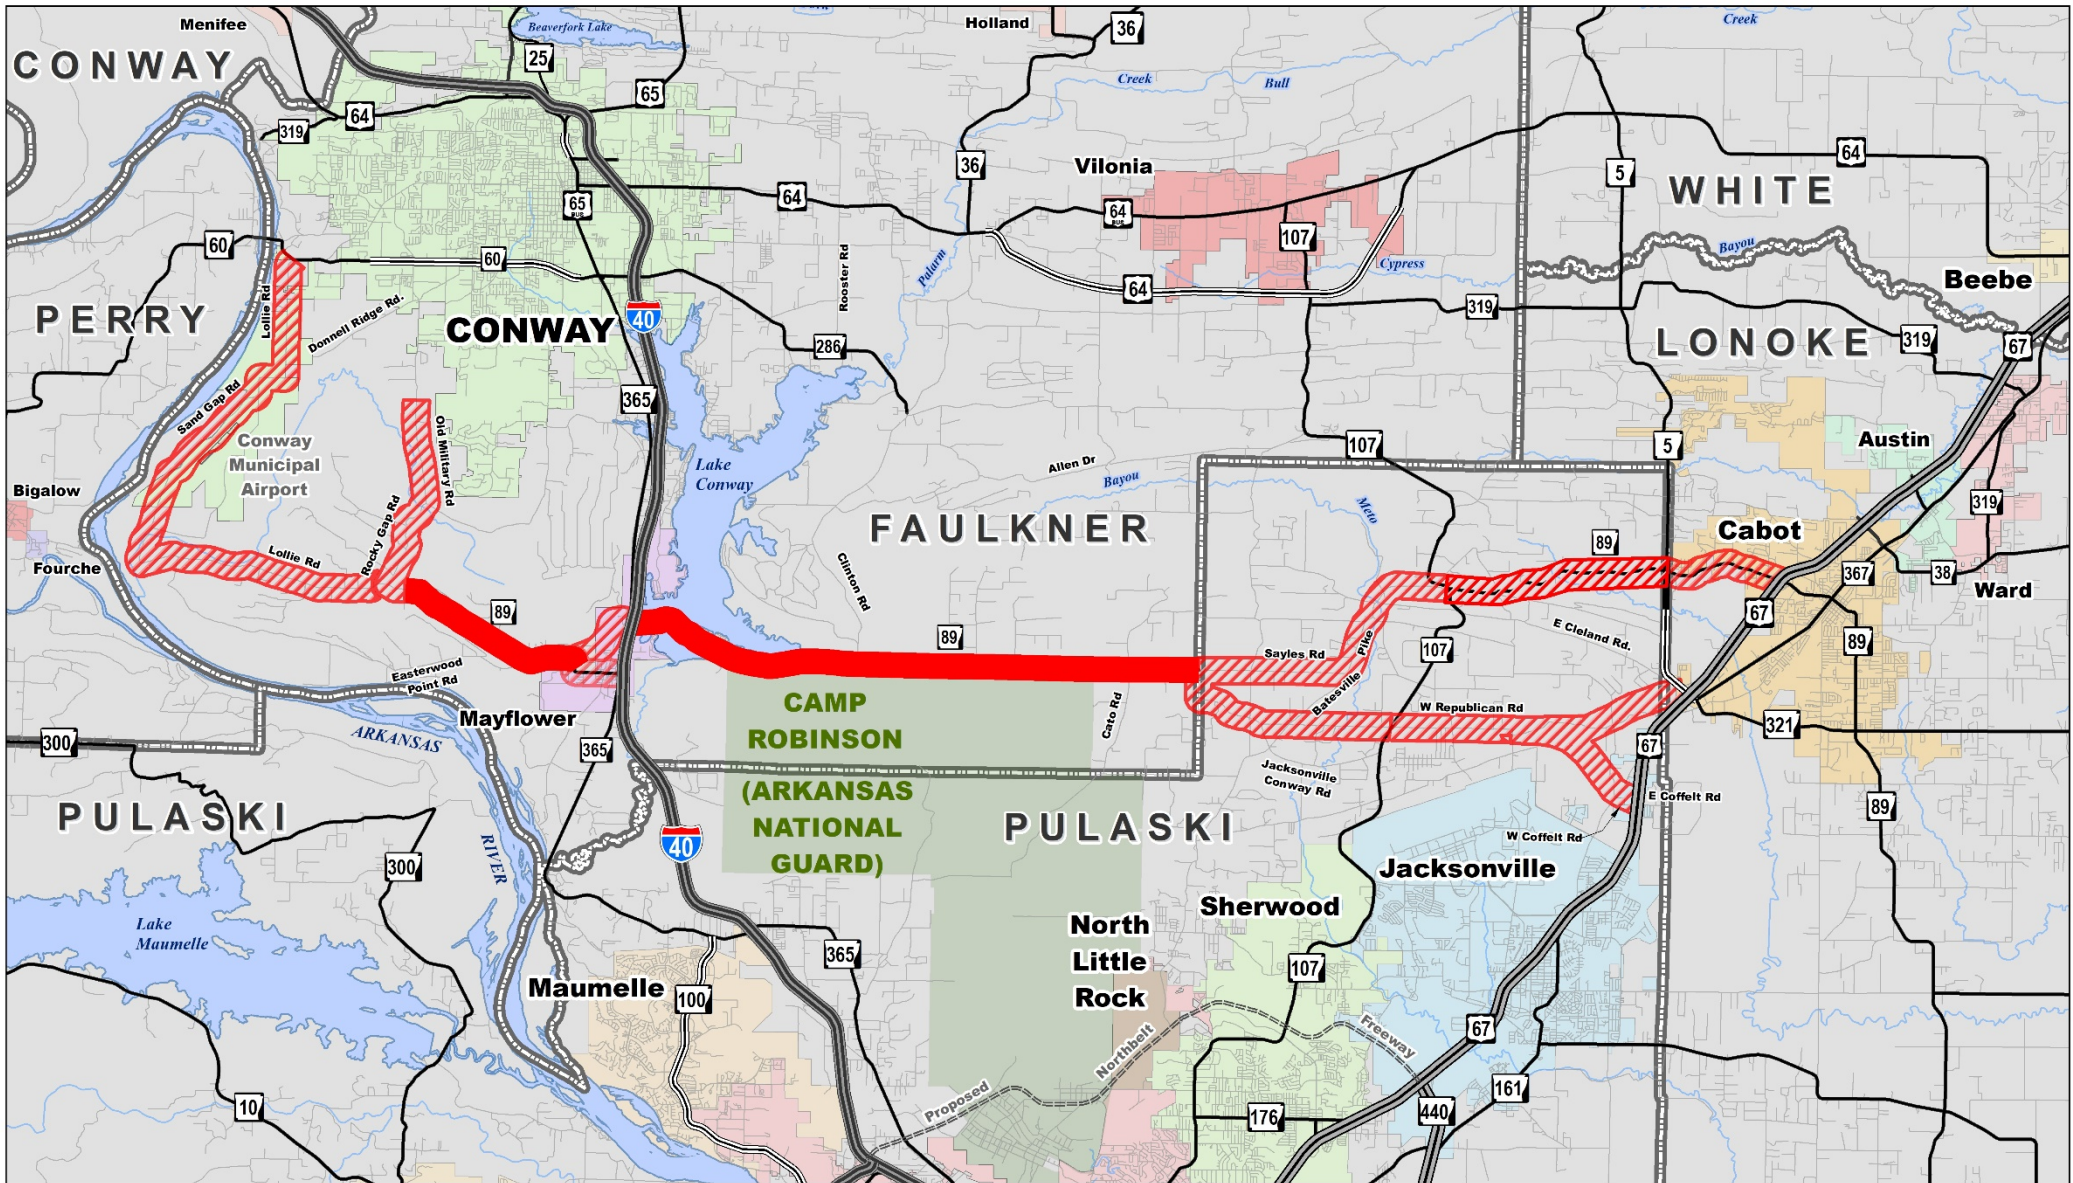 Menifee
Beaverfork Lake
Holland
36
Creek
CONWAY
25
65
Creek
Bull
64
319
36
Vilonia
64
5
WHITE
65
BUS
64
64
BUS
107
60
60
Rooster Rd
Palarm
Cypress
Bayou
Beebe
Lollie Rd
64
319
PERRY
Donnell Ridge Rd.
CONWAY
40
286
LONOKE
319
67
Sand Gap Rd
365
Old Military Rd
Conway
Municipal
Airport
Lake
Conway
Allen Dr
Bayou
107
5
Austin
Bigalow
Meto
319
Rocky Gap Rd
FAULKNER
Cabot
89
Lollie Rd
Fourche
Clinton Rd
367
38
Ward
89
67
89
E Cleland Rd.
89
Sayles Rd
Pike
107
Easterwood
Point Rd
Batesville
W Republican Rd
CAMP
ROBINSON
(ARKANSAS
NATIONAL
GUARD)
Cato Rd
Mayflower
321
300
ARKANSAS
365
67
Jacksonville
Conway Rd
E Coffelt Rd
PULASKI
PULASKI
89
W Coffelt Rd
RIVER
40
300
Jacksonville
Sherwood
Lake
Maumelle
North
Little
Rock
365
107
Maumelle
100
67
Freeway
Northbelt
Proposed
161
10
176
440